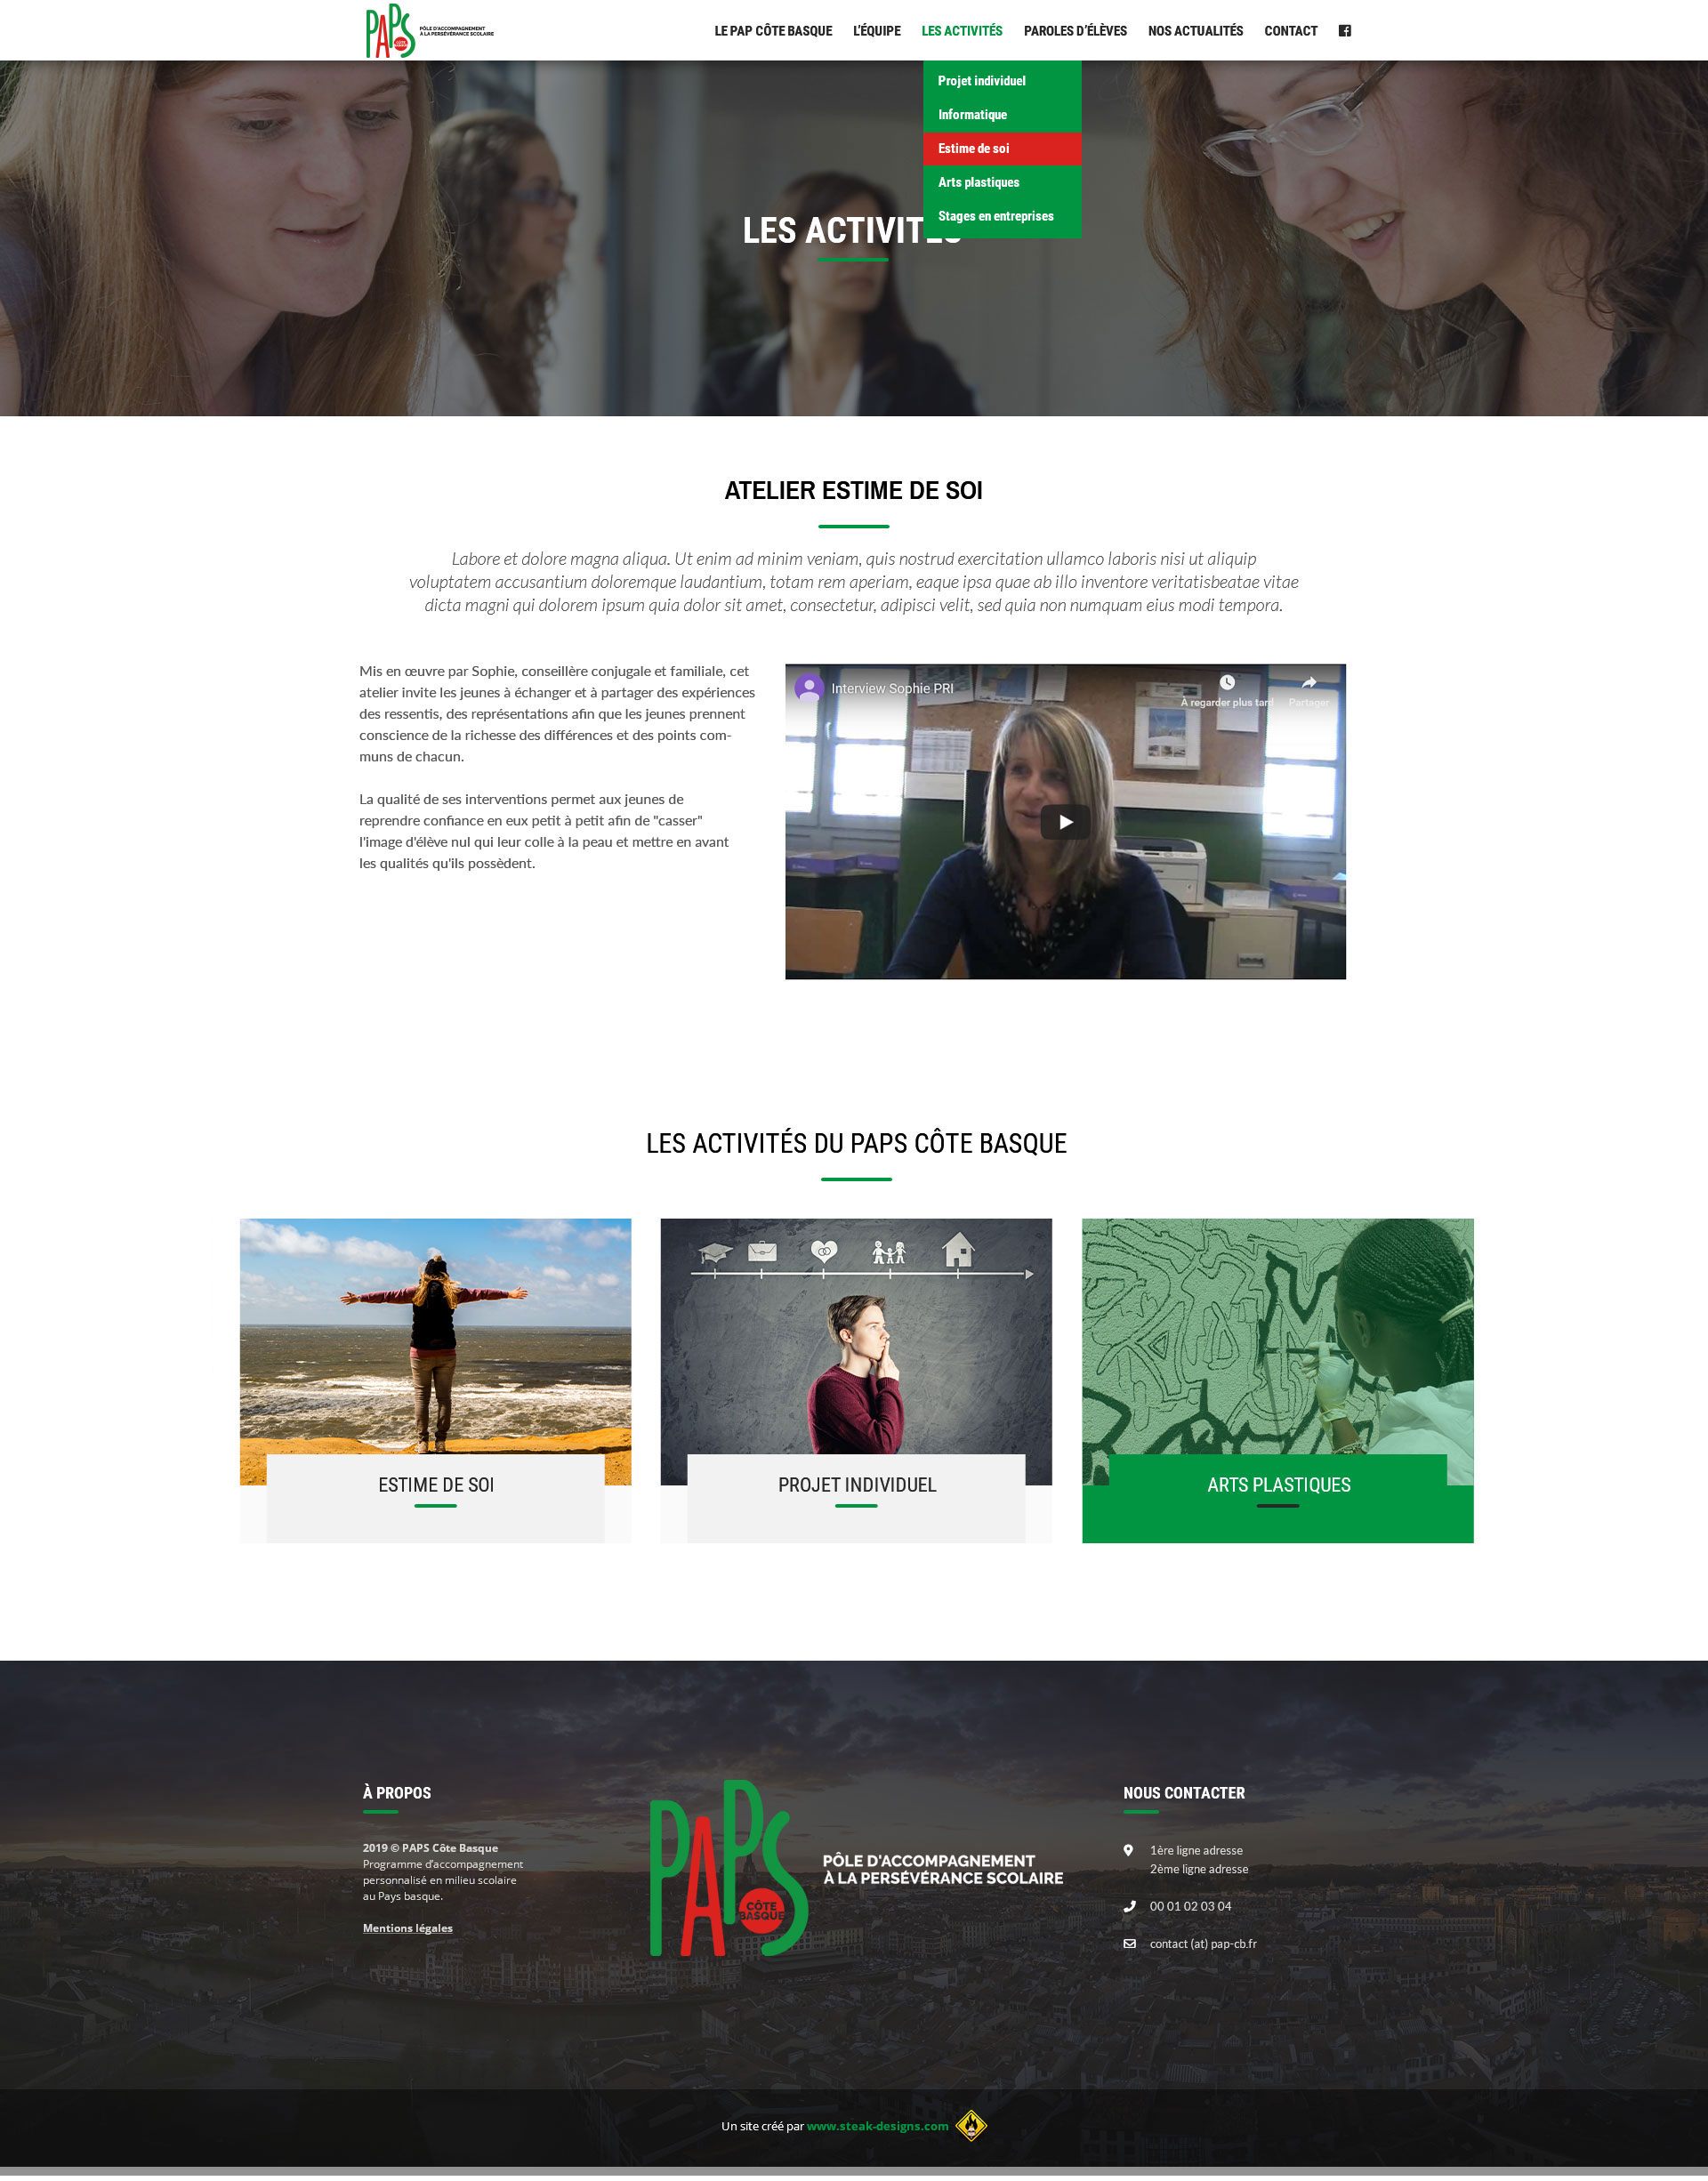 PAPS
CÔTE
BASQUE
PÔLE D'ACCOMPAGNEMENT
À LA PERSÉVÉRANCE SCOLAIRE
LE PAP CÔTE BASQUE
L'ÉQUIPE
LES ACTIVITÉS
PAROLES D'ÉLÈVES
NOS ACTUALITÉS
CONTACT
Projet individuel
Informatique
Estime de soi
Arts plastiques
Stages en entreprises
LES ACTIVITÉS
ATELIER ESTIME DE SOI
Labore et dolore magna aliqua. Ut enim ad minim veniam, quis nostrud exercitation ullamco laboris nisi ut aliquip
voluptatem accusantium doloremque laudantium, totam rem aperiam, eaque ipsa quae ab illo inventore veritatisbeatae vitae
dicta magni qui dolorem ipsum quia dolor sit amet, consectetur, adipisci velit, sed quia non numquam eius modi tempora.
Mis en œuvre par Sophie, conseillère conjugale et familiale, cet
atelier invite les jeunes à échanger et à partager des expériences
des ressentis, des représentations afin que les jeunes prennent
conscience de la richesse des différences et des points com-
muns de chacun.
La qualité de ses interventions permet aux jeunes de
reprendre confiance en eux petit à petit afin de "casser"
l'image d'élève nul qui leur colle à la peau et mettre en avant
les qualités qu'ils possèdent.
Interview Sophie PRI
À regarder plus tard
Partager
LES ACTIVITÉS DU PAPS CÔTE BASQUE
ESTIME DE SOI
PROJET INDIVIDUEL
ARTS PLASTIQUES
À PROPOS
2019 © PAPS Côte Basque
Programme d'accompagnement
personnalisé en milieu scolaire
au Pays basque.
Mentions légales
PAPS
CÔTE
BASQUE
PÔLE D'ACCOMPAGNEMENT
À LA PERSÉVÉRANCE SCOLAIRE
NOUS CONTACTER
1ère ligne adresse
2ème ligne adresse
00 01 02 03 04
contact (at) pap-cb.fr
Un site créé par www.steak-designs.com